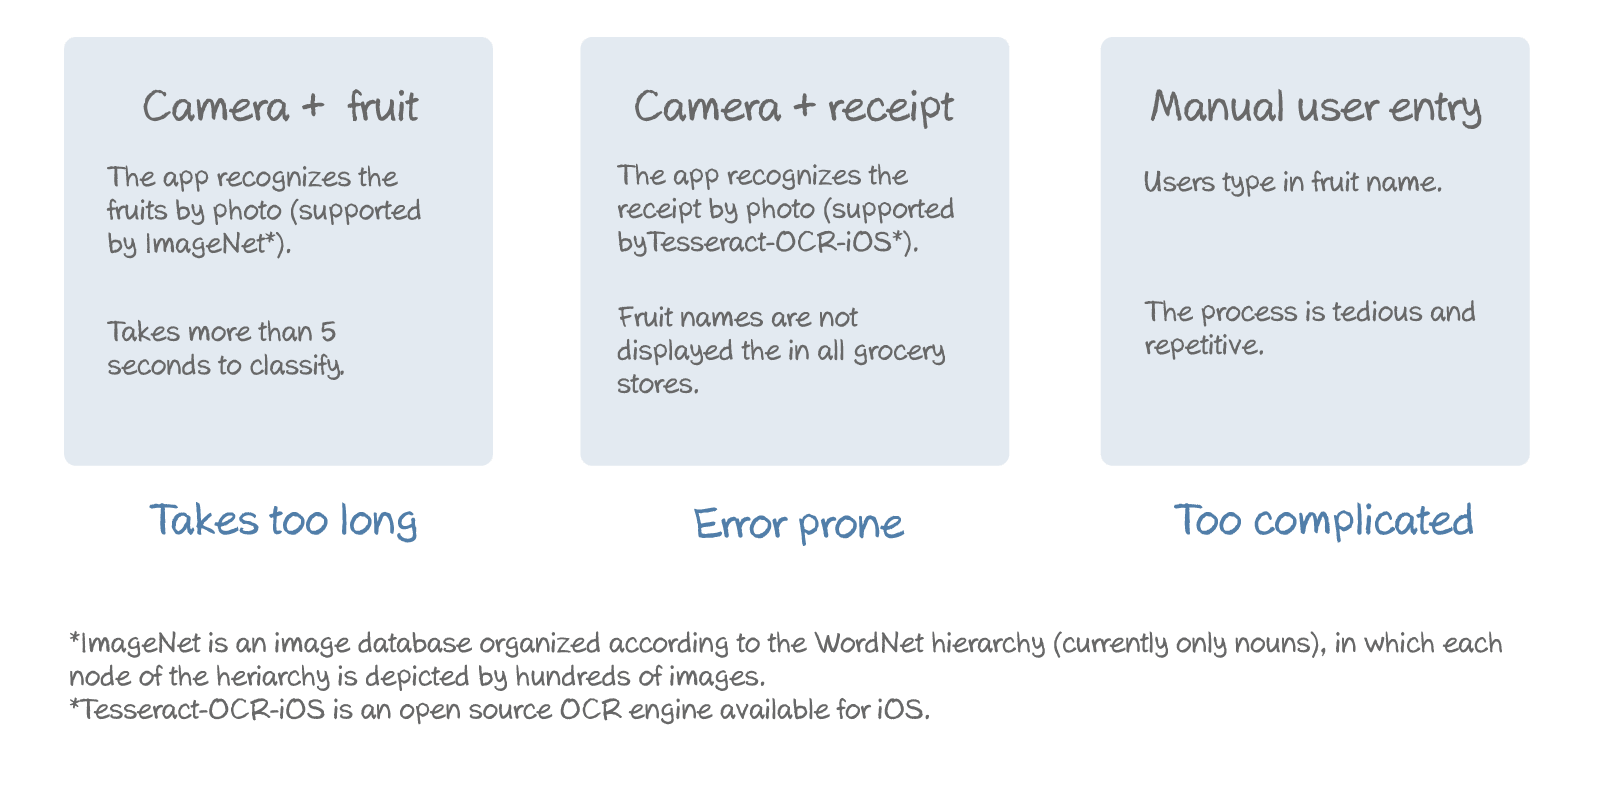 Camera + fruit
The app recognizes the
fruits by photo (supported
by ImageNet*).
Takes more than 5
seconds to classify.
Takes too long
Camera + receipt
The app recognizes the
receipt by photo (supported
byTesseract-OCR-iOS*).
Fruit names are not
displayed the in all grocery
stores.
Error prone
Manual user entry
Users type in fruit name.
The process is tedious and
repetitive.
Too complicated
*ImageNet is an image database organized according to the WordNet hierarchy (currently only nouns), in which each
node of the heriarchy is depicted by hundreds of images.
*Tesseract-OCR-iOS is an open source OCR engine available for iOS.